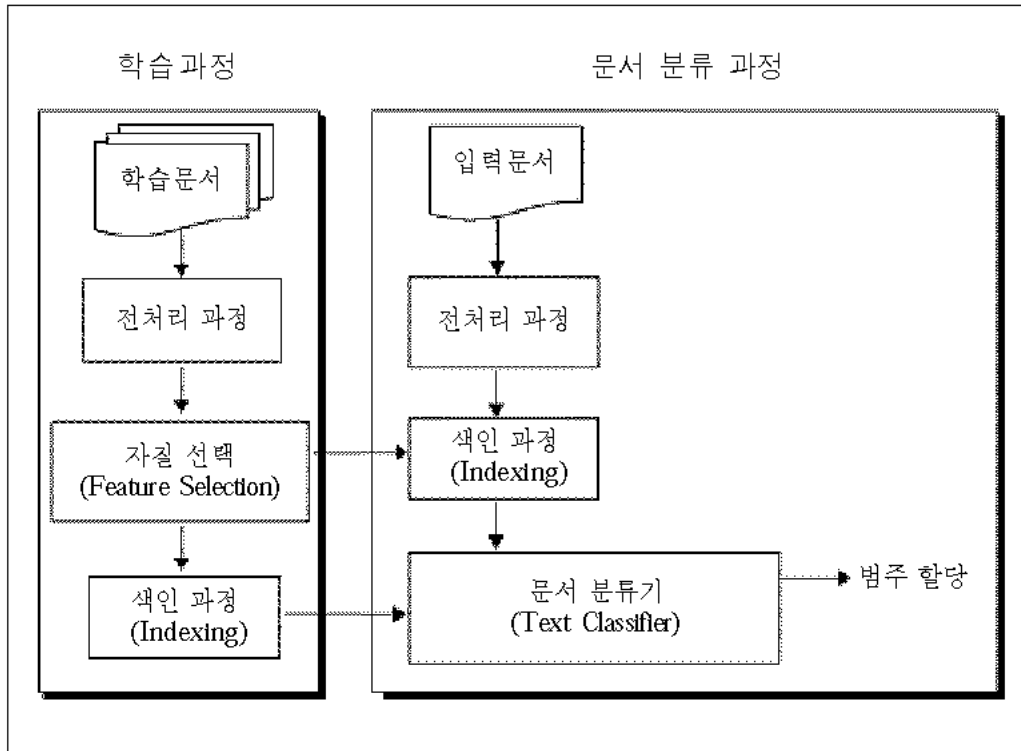 학습과정
학습문서
전처리 과정
자질 선택
(Feature Selection)
색인 과정
(Indexing)
문서 분류 과정
입력문서
전처리 과정
색인 과정
(Indexing)
문서 분류기
(Text Classifier)
범주 할당